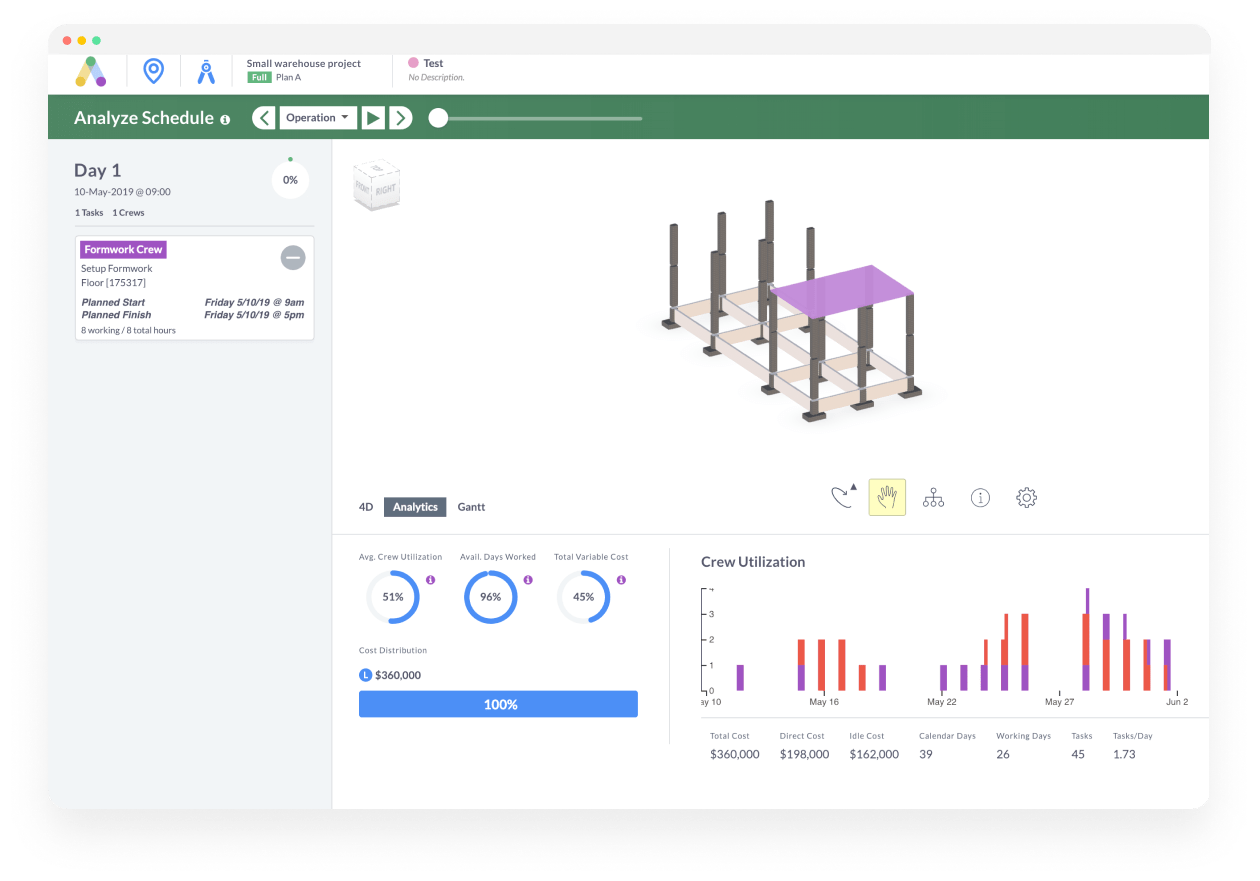 Small warehouse project
Full Plan A
Test
No Description.
Analyze Schedule
Operation
Day 1
10-May-2019 @ 09:00
1 Tasks 1 Crews
0%
Formwork Crew
Setup Formwork
Floor [175317]
Planned Start Friday 5/10/19 @ 9am
Planned Finish Friday 5/10/19 @ 5pm
8 working / 8 total hours
RIGHT
4D Analytics Gantt
Avg. Crew Utilization Avail. Days Worked Total Variable Cost
51% 96% 45%
Cost Distribution
L $360,000
100%
Crew Utilization
4
3
2
1
0
ay 10 May 16 May 22 May 27 Jun 2
Total Cost Direct Cost Idle Cost Calendar Days Working Days Tasks Tasks/Day
$360,000 $198,000 $162,000 39 26 45 1.73